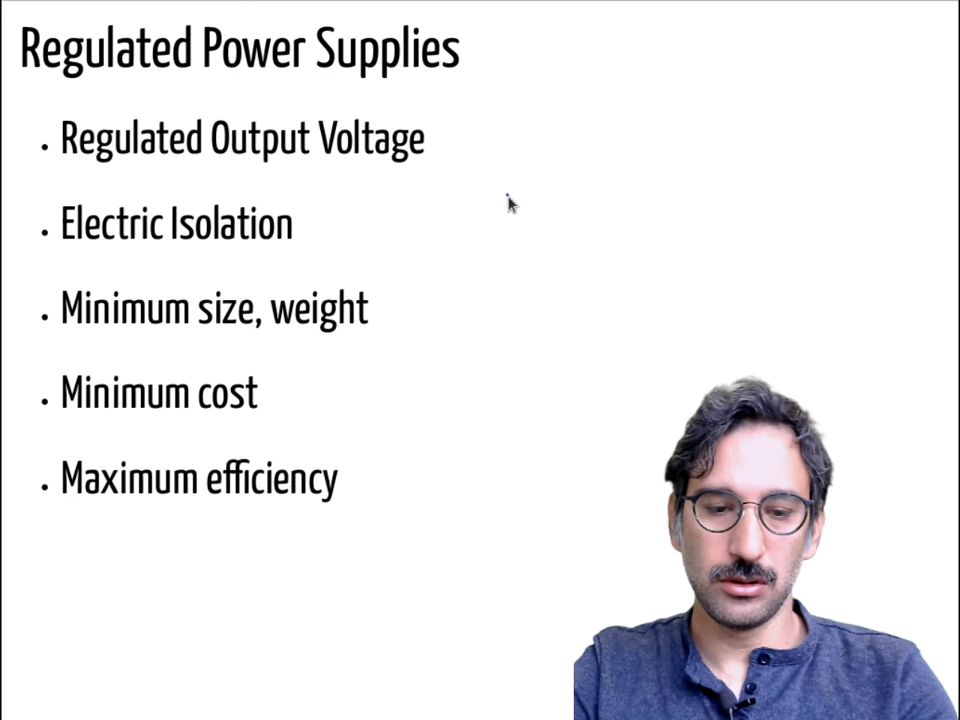 Regulated Power Supplies
• Regulated Output Voltage
• Electric Isolation
• Minimum size, weight
• Minimum cost
• Maximum efficiency